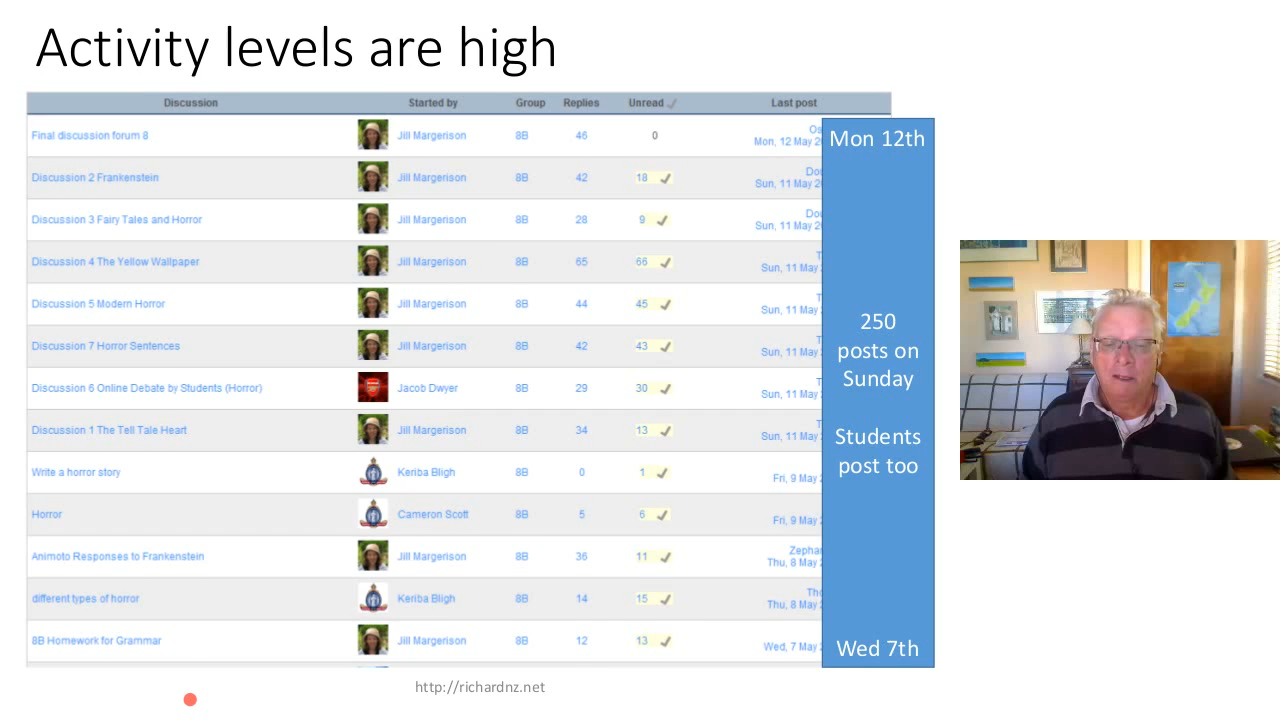 Activity levels are high
Discussion Started by Group Replies Unread Last post
Final discussion forum 8 Jill Margerison 8B 46 0 Mon, 12 May
Discussion 2 Frankenstein Jill Margerison 8B 42 18 Sun, 11 May
Discussion 3 Fairy Tales and Horror Jill Margerison 8B 28 9 Sun, 11 May
Discussion 4 The Yellow Wallpaper Jill Margerison 8B 65 66 Sun, 11 May
Discussion 5 Modern Horror Jill Margerison 8B 44 45 Sun, 11 May
Discussion 7 Horror Sentences Jill Margerison 8B 42 43 Sun, 11 May
Discussion 6 Online Debate by Students (Horror) Jacob Dwyer 8B 29 30 Sun, 11 May
Discussion 1 The Tell Tale Heart Jill Margerison 8B 34 13 Sun, 11 May
Write a horror story Keriba Bligh 8B 0 1 Fri, 9 May
Horror Cameron Scott 8B 5 6 Fri, 9 May
Animoto Responses to Frankenstein Jill Margerison 8B 36 11 Thu, 8 May
different types of horror Keriba Bligh 8B 14 15 Thu, 8 May
8B Homework for Grammar Jill Margerison 8B 12 13 Wed, 7 May
Mon 12th
250
posts on
Sunday
Students
post too
Wed 7th
http://richardnz.net